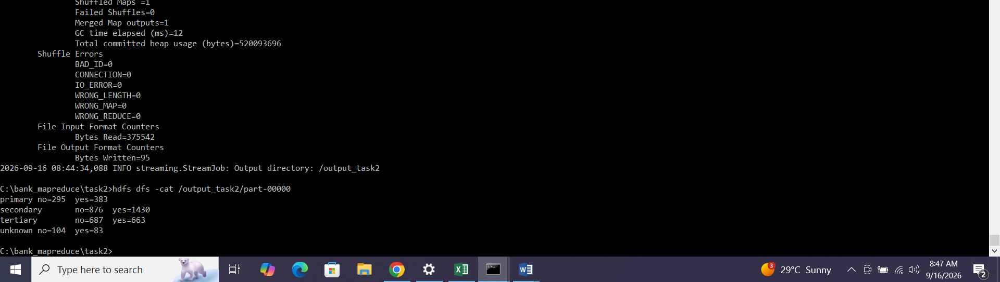 Shuffled Maps =1
Failed Shuffles=0
Merged Map outputs=1
GC time elapsed (ms)=12
Total committed heap usage (bytes)=520093696
Shuffle Errors
BAD_ID=0
CONNECTION=0
IO_ERROR=0
WRONG_LENGTH=0
WRONG_MAP=0
WRONG_REDUCE=0
File Input Format Counters
Bytes Read=375542
File Output Format Counters
Bytes Written=95
2026-09-16 08:44:34,088 INFO streaming.StreamJob: Output directory: /output_task2
C:\bank_mapreduce\task2>hdfs dfs -cat /output_task2/part-00000
primary no=295 yes=383
secondary no=876 yes=1430
tertiary no=687 yes=663
unknown no=104 yes=83
C:\bank_mapreduce\task2>
Type here to search
3
29°C Sunny
8:47 AM
9/16/2026
2